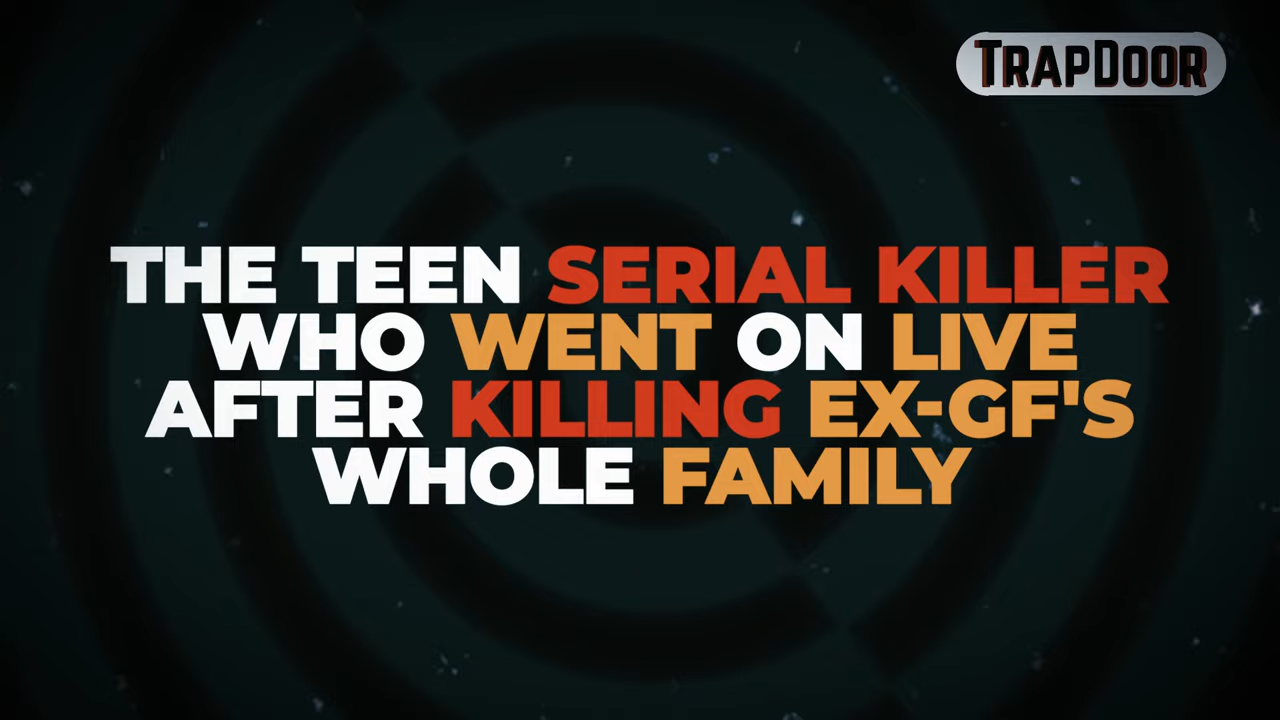 TRAPDOOR
THE TEEN SERIAL KILLER
WHO WENT ON LIVE
AFTER KILLING EX-GF'S
WHOLE FAMILY